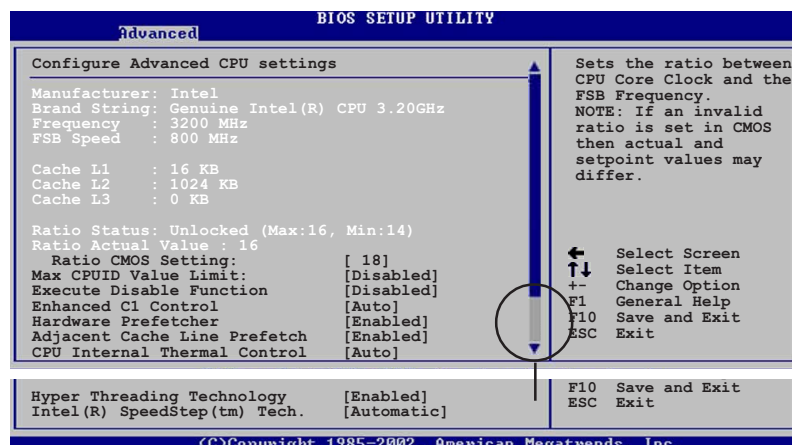 BIOS SETUP UTILITY
Advanced
Configure Advanced CPU settings
Manufacturer: Intel
Brand String: Genuine Intel(R) CPU 3.20GHz
Frequency : 3200 MHz
FSB Speed : 800 MHz
Cache L1 : 16 KB
Cache L2 : 1024 KB
Cache L3 : 0 KB
Ratio Status: Unlocked (Max:16, Min:14)
Ratio Actual Value : 16
Ratio CMOS Setting: [ 18]
Max CPUID Value Limit: [Disabled]
Execute Disable Function [Disabled]
Enhanced C1 Control [Auto]
Hardware Prefetcher [Enabled]
Adjacent Cache Line Prefetch [Enabled]
CPU Internal Thermal Control [Auto]
Sets the ratio between
CPU Core Clock and the
FSB Frequency.
NOTE: If an invalid
ratio is set in CMOS
then actual and
setpoint values may
differ.
Select Screen
Select Item
+- Change Option
F1 General Help
F10 Save and Exit
ESC Exit
Hyper Threading Technology [Enabled]
Intel(R) SpeedStep(tm) Tech. [Automatic]
F10 Save and Exit
ESC Exit
(C)Copyright 1985-2002, American Megatrends, Inc.